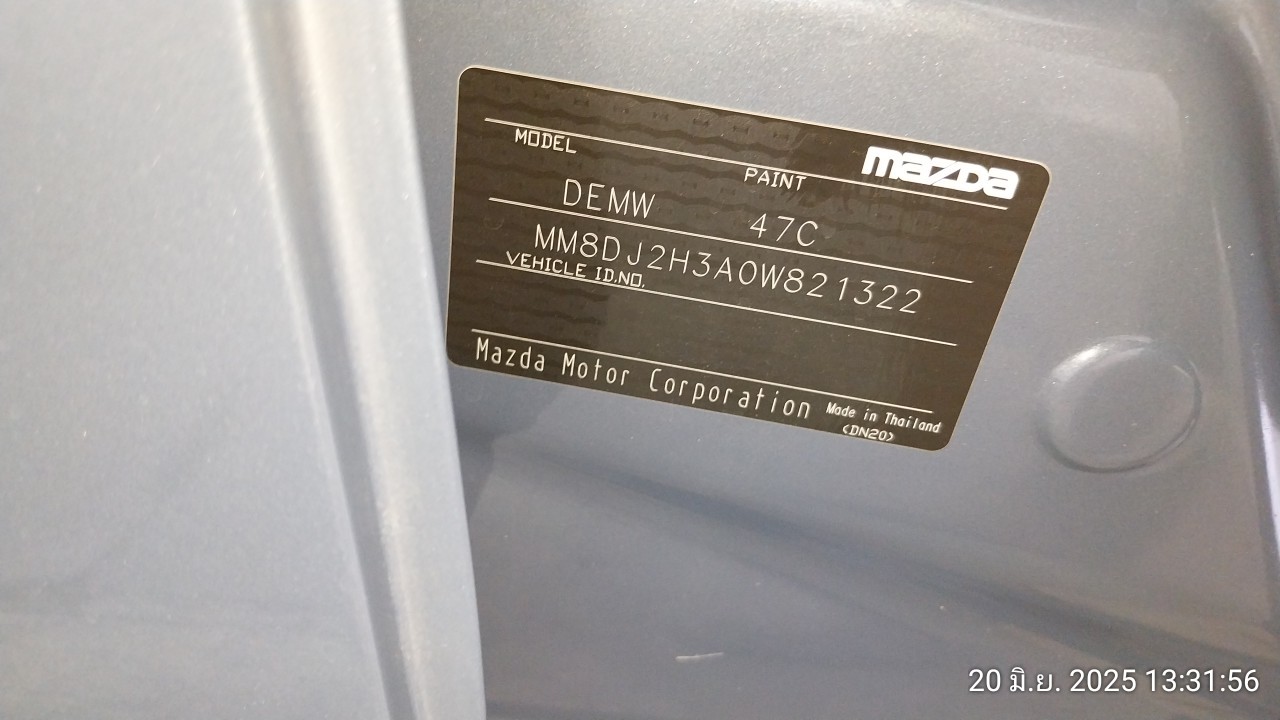 mazda
MODEL PAINT
DEMW 47C
MM8DJ2H3A0W821322
VEHICLE ID.NO.
Mazda Motor Corporation Made in Thailand
(DN20)
20 มิ.ย. 2025 13:31:56